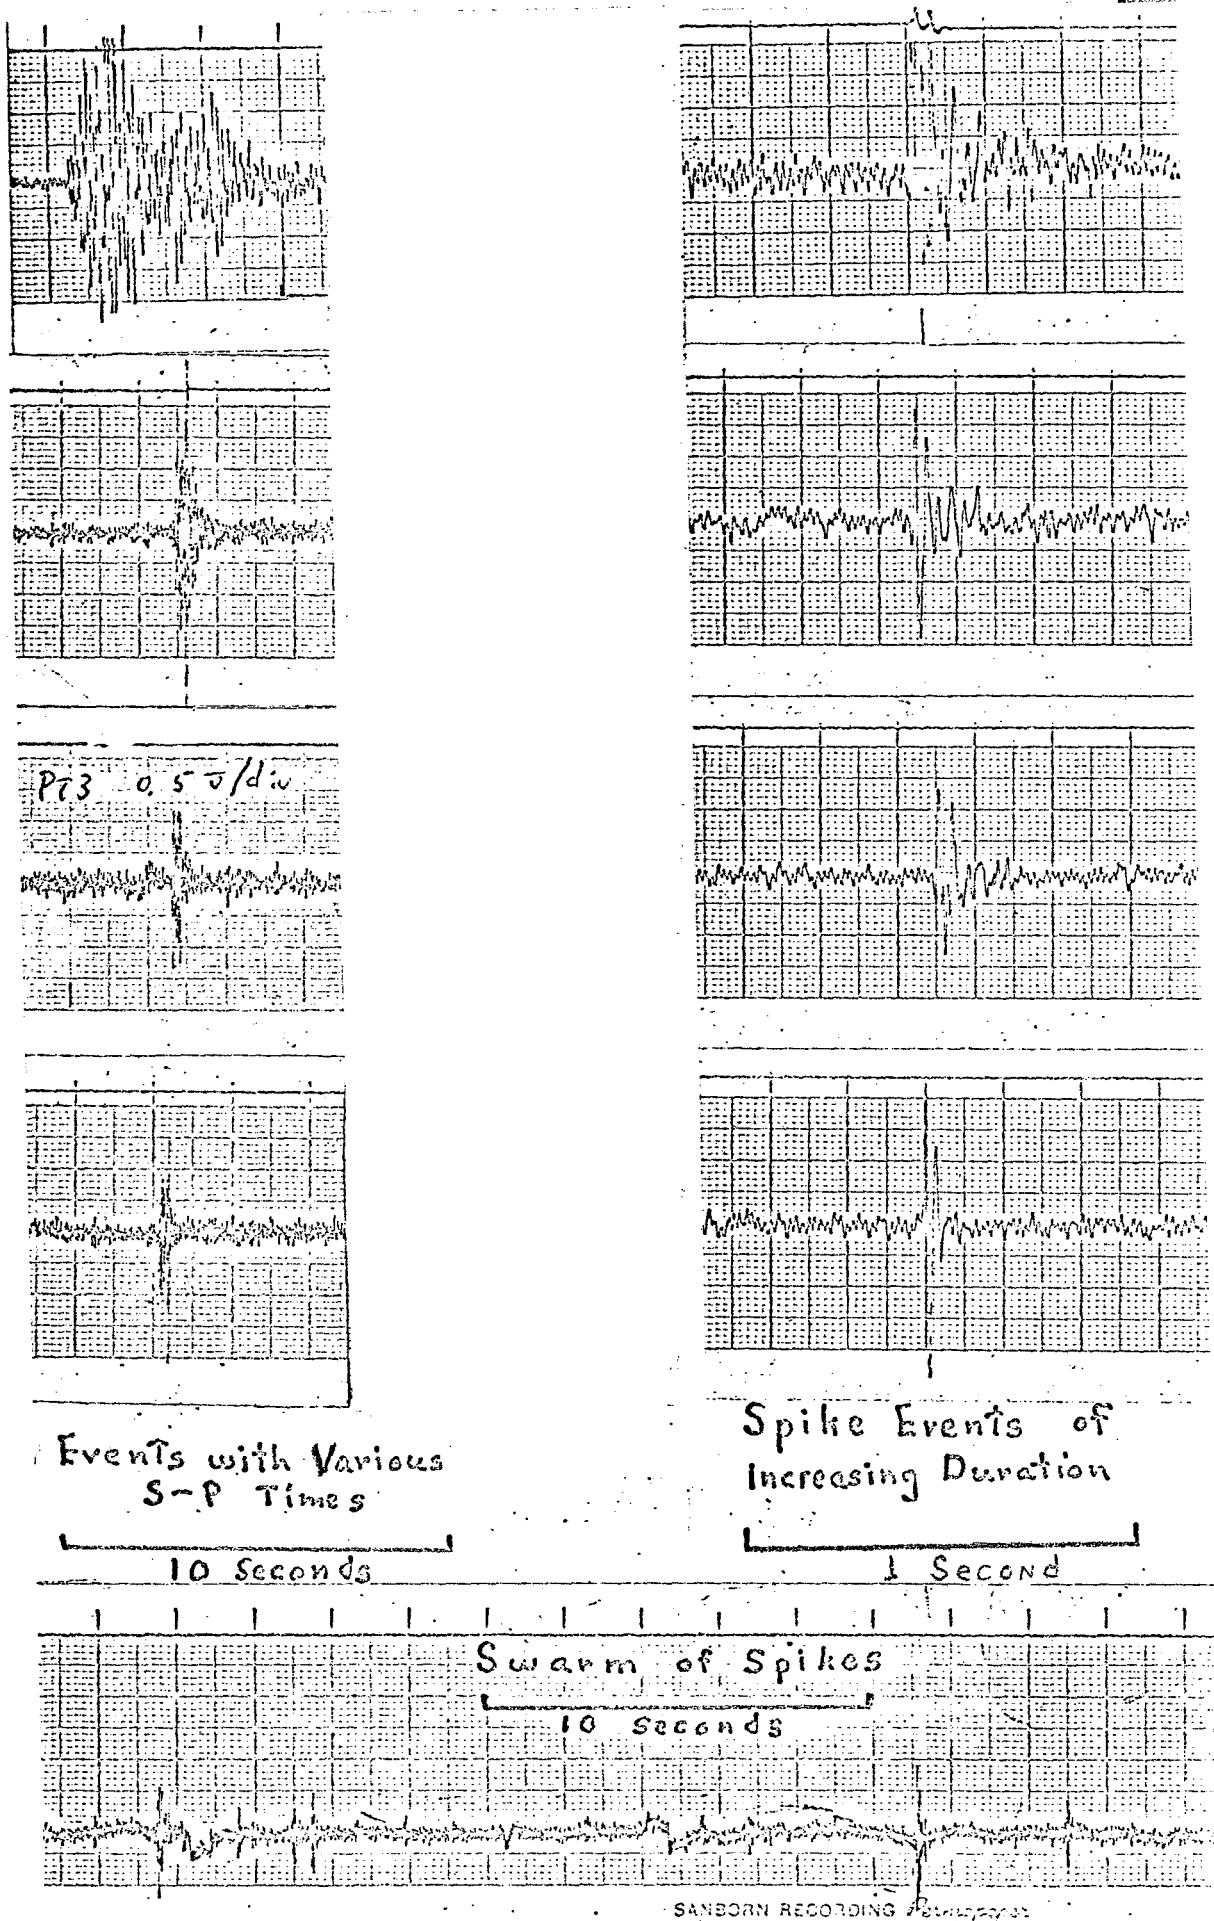 PT3 0.5 v/div
Events with Various
S-P Times
10 Seconds
Spike Events of
Increasing Duration
1 Second
Swarm of Spikes
10 Seconds
SANBORN RECORDING